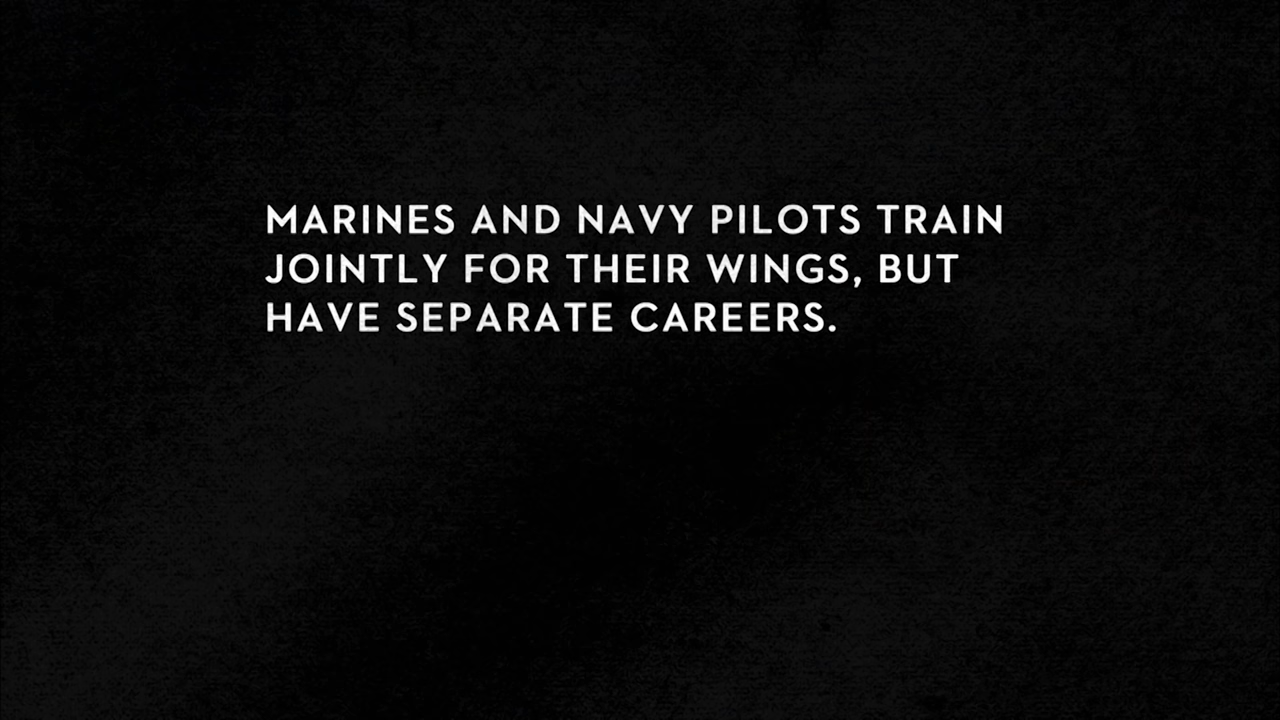 MARINES AND NAVY PILOTS TRAIN
JOINTLY FOR THEIR WINGS, BUT
HAVE SEPARATE CAREERS.